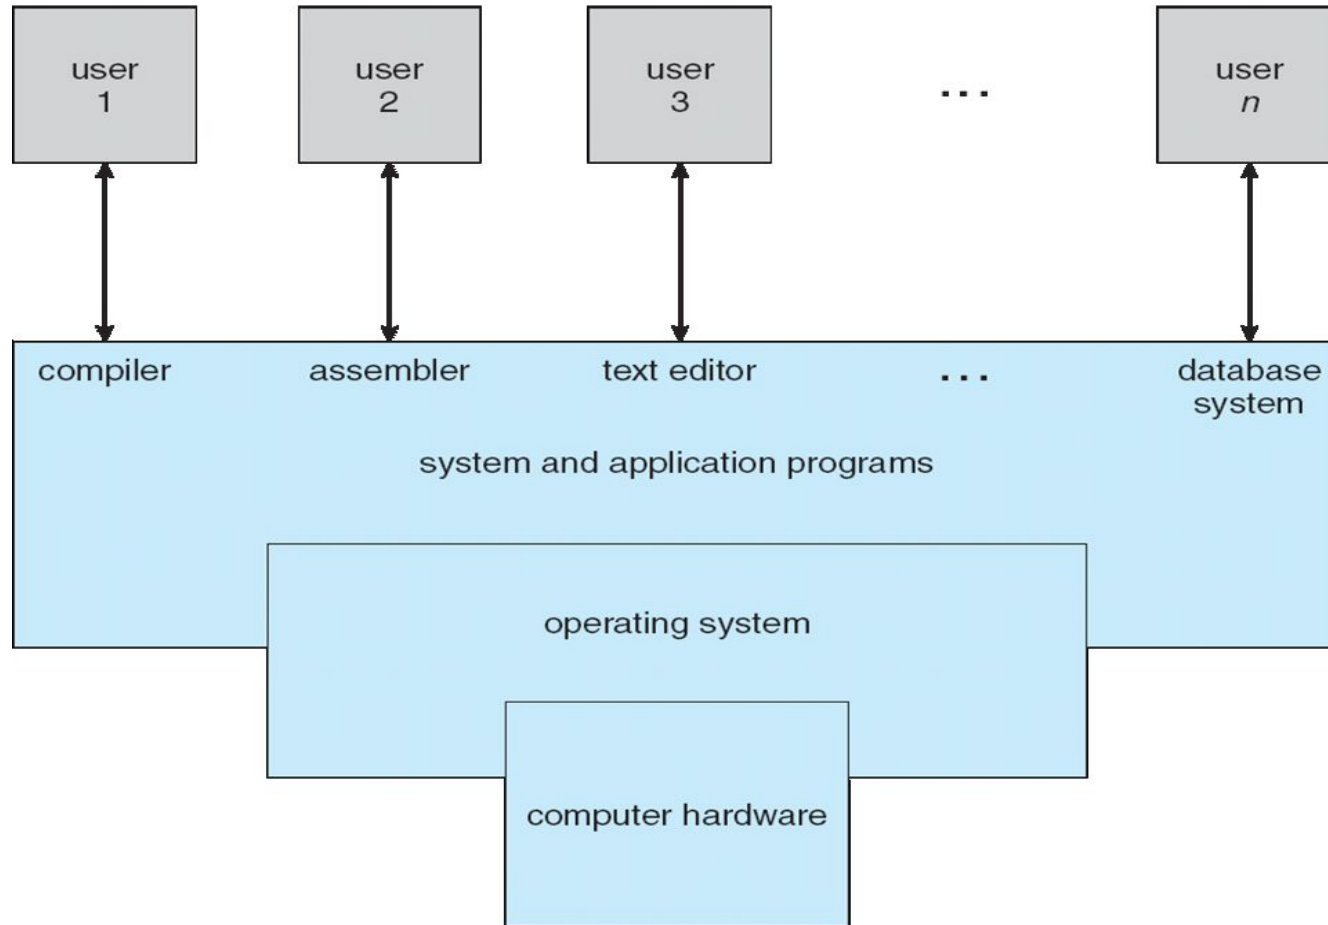 user
1
user
2
user
3
...
user
n
compiler
assembler
text editor
...
database
system
system and application programs
operating system
computer hardware